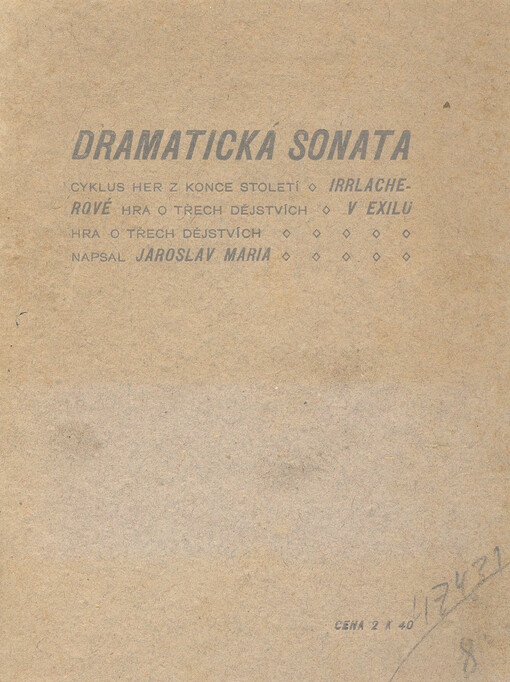 DRAMATICKÁ SONATA
CYKLUS HER Z KONCE STOLETÍ ◇ IRRLACHE-
ROVÉ HRA O TŘECH DĚJSTVÍCH ◇ V EXILU
HRA O TŘECH DĚJSTVÍCH ◇ ◇ ◇ ◇ ◇
NAPSAL JAROSLAV MARIA ◇ ◇ ◇ ◇ ◇
CENA 2 K 40
8